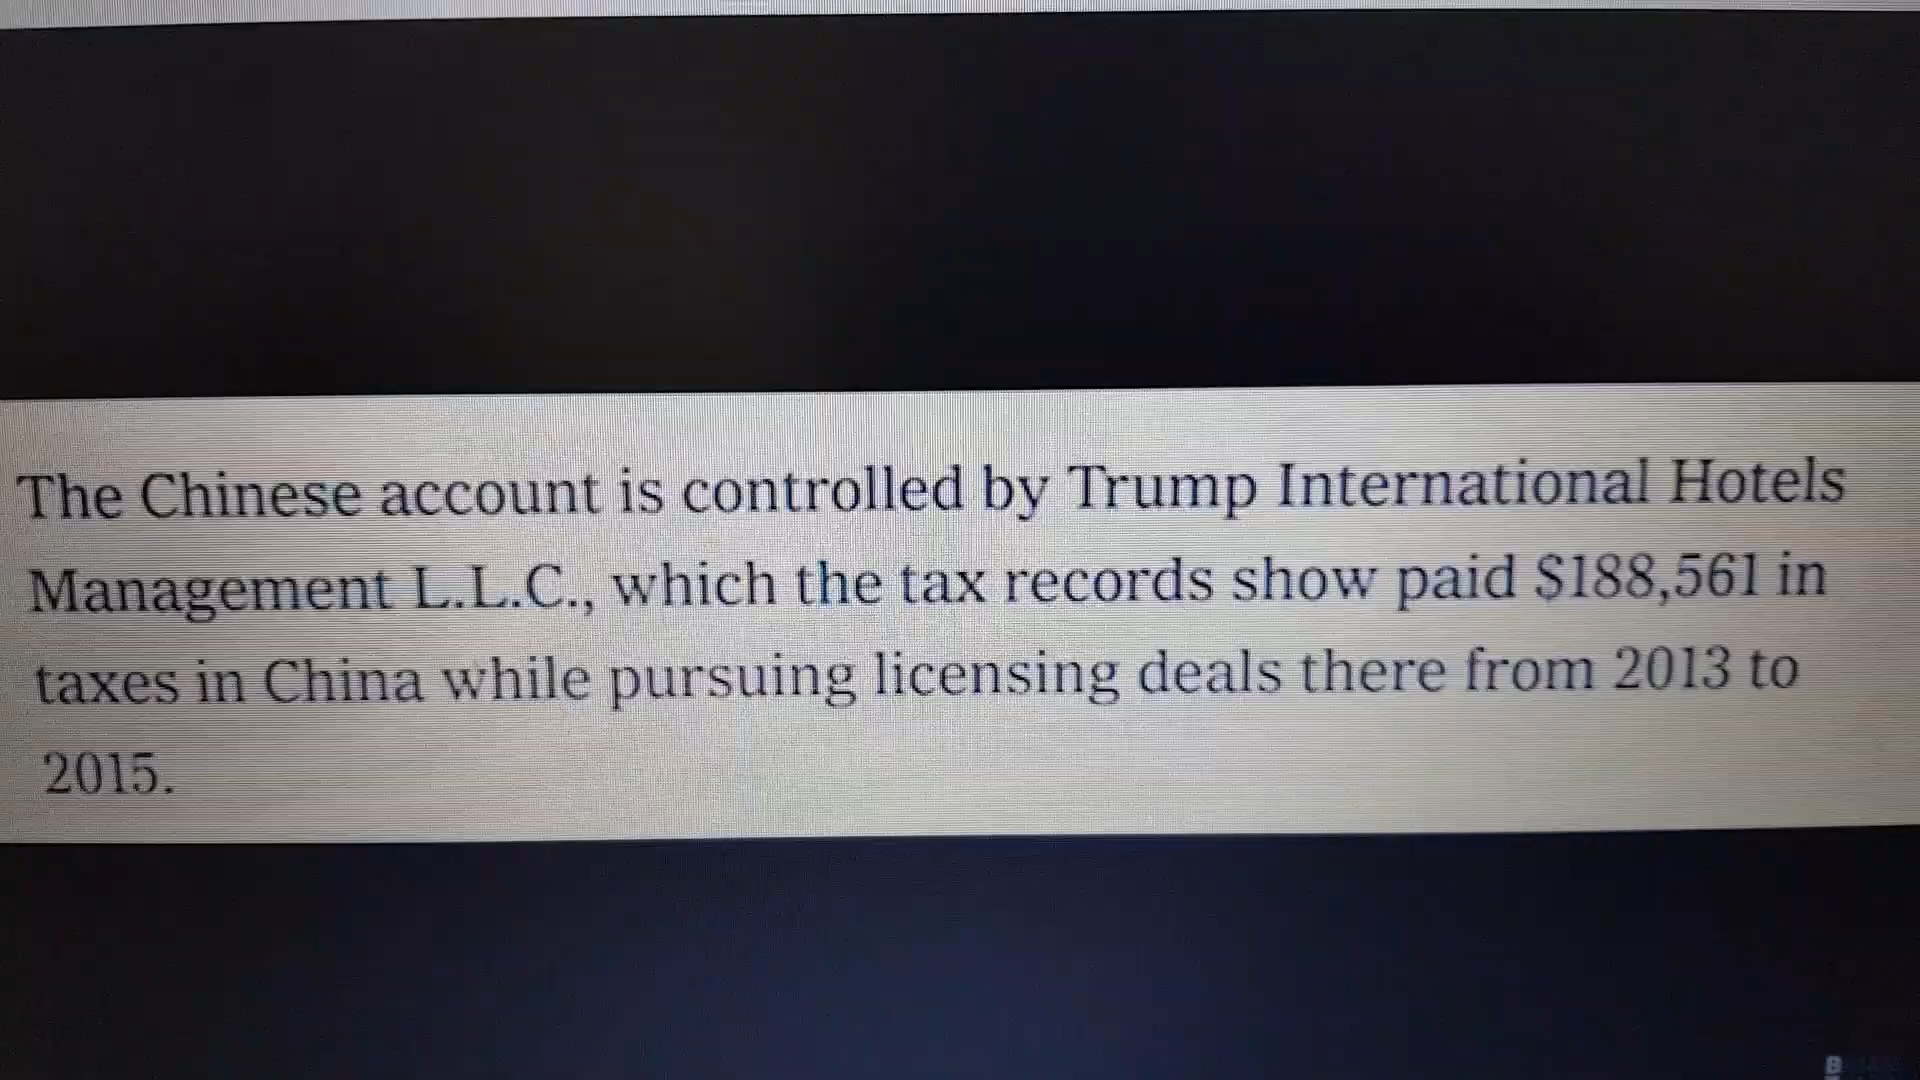 The Chinese account is controlled by Trump International Hotels
Management L.L.C., which the tax records show paid $188,561 in
taxes in China while pursuing licensing deals there from 2013 to
2015.